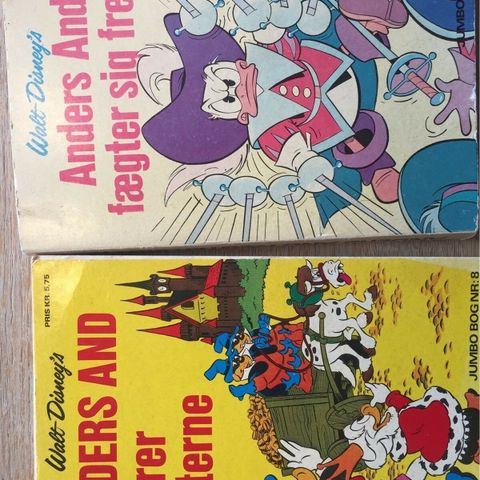 Walt Disney's
Anders And
fægter sig fre
JUMBO
PRIS KR. 5,75
Walt Disney's
DERS AND
rer
terne
JUMBO BOG NR: 8